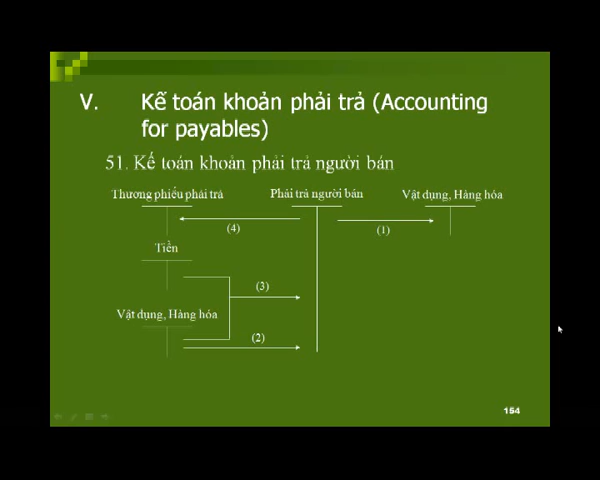 V. Kế toán khoản phải trả (Accounting
for payables)
51. Kế toán khoản phải trả người bán
Thương phiếu phải trả Phải trả người bán Vật dụng, Hàng hóa
(4) (1)
Tiền
(3)
Vật dụng, Hàng hóa
(2)
154